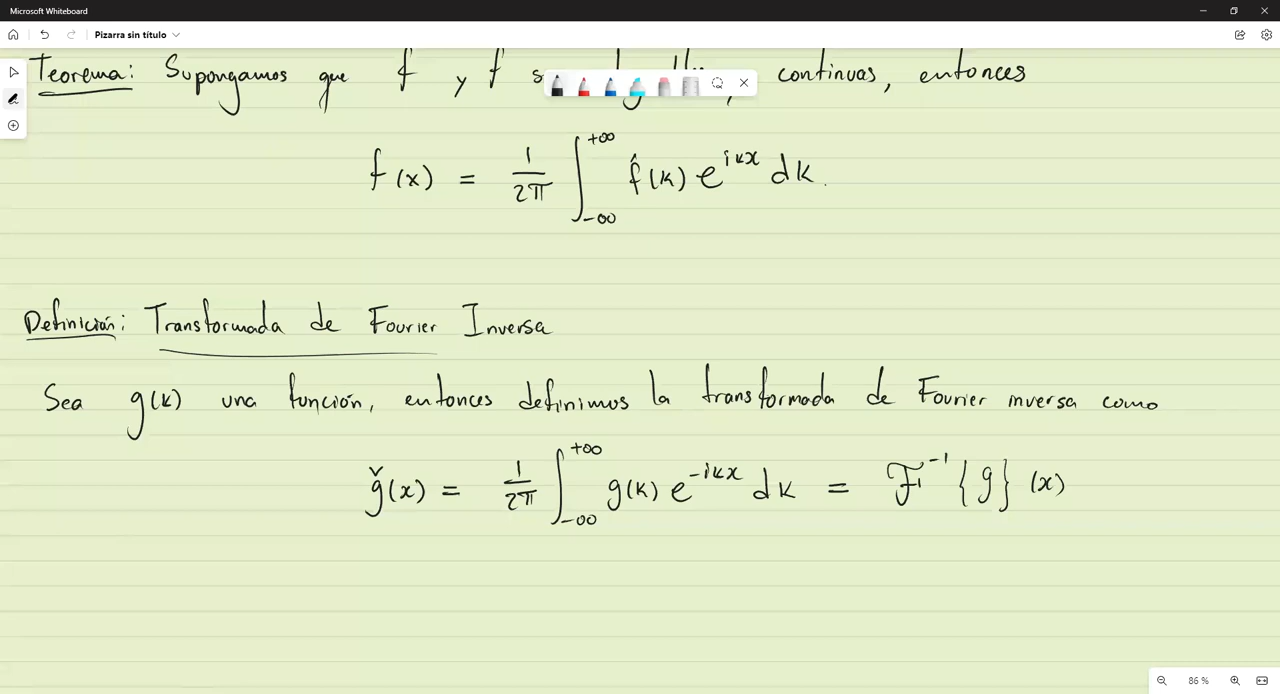 Microsoft Whiteboard
Pizarra sin título
Teorema: Supongamos que f y f continuas, entonces
f(x) = 1/2π ∫_{-∞}^{+∞} f̂(k) e^{ikx} dk.
Definición: Transformada de Fourier Inversa
Sea g(k) una función, entonces definimos la transformada de Fourier inversa como
ǧ(x) = 1/2π ∫_{-∞}^{+∞} g(k) e^{-ikx} dk = F^{-1}{g}(x)
86 %